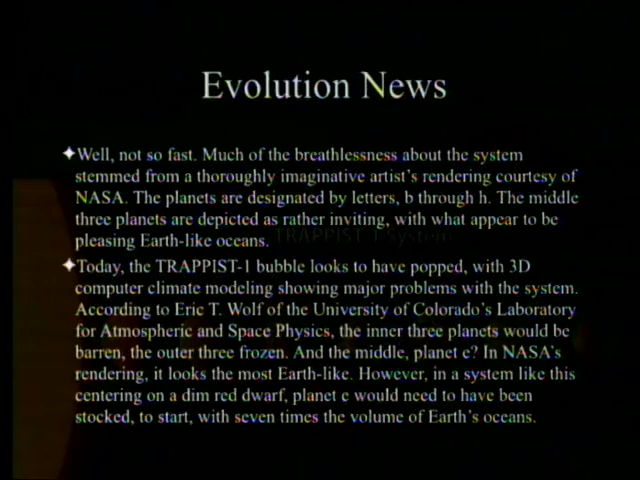 Evolution News
Well, not so fast. Much of the breathlessness about the system
stemmed from a thoroughly imaginative artist's rendering courtesy of
NASA. The planets are designated by letters, b through h. The middle
three planets are depicted as rather inviting, with what appear to be
pleasing Earth-like oceans.
TRAPPIST-1 System
Today, the TRAPPIST-1 bubble looks to have popped, with 3D
computer climate modeling showing major problems with the system.
According to Eric T. Wolf of the University of Colorado's Laboratory
for Atmospheric and Space Physics, the inner three planets would be
barren, the outer three frozen. And the middle, planet e? In NASA's
rendering, it looks the most Earth-like. However, in a system like this
centering on a dim red dwarf, planet e would need to have been
stocked, to start, with seven times the volume of Earth's oceans.